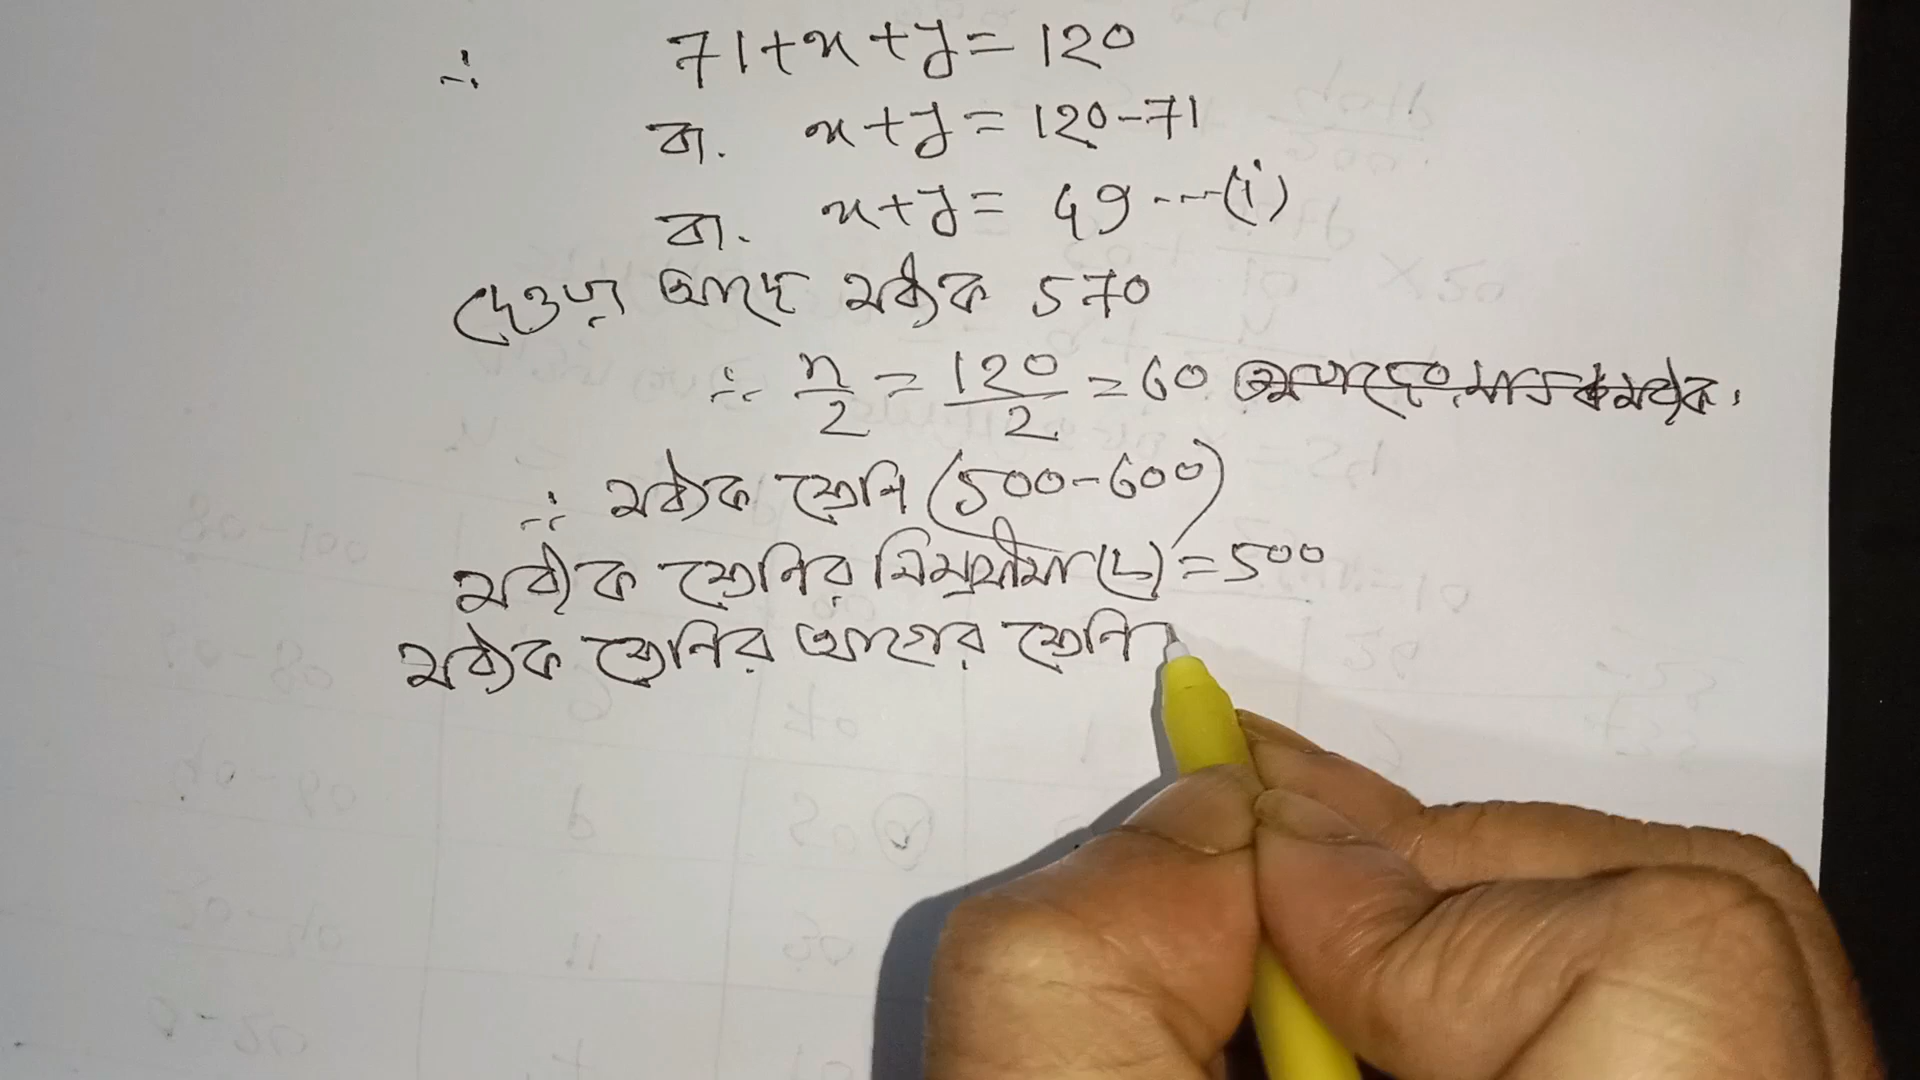 ∴ 71+x+y= 120
বা. x+y= 120-71
বা. x+y= 49 ---(i)
দেওয়া আছে মধ্যক 570
∴ n/2 = 120/2 = 60
∴ মধ্যক শ্রেণি (500-600)
মধ্যক শ্রেণির নিম্নসীমা (L) = 500
মধ্যক শ্রেণির আগের শ্রেণি